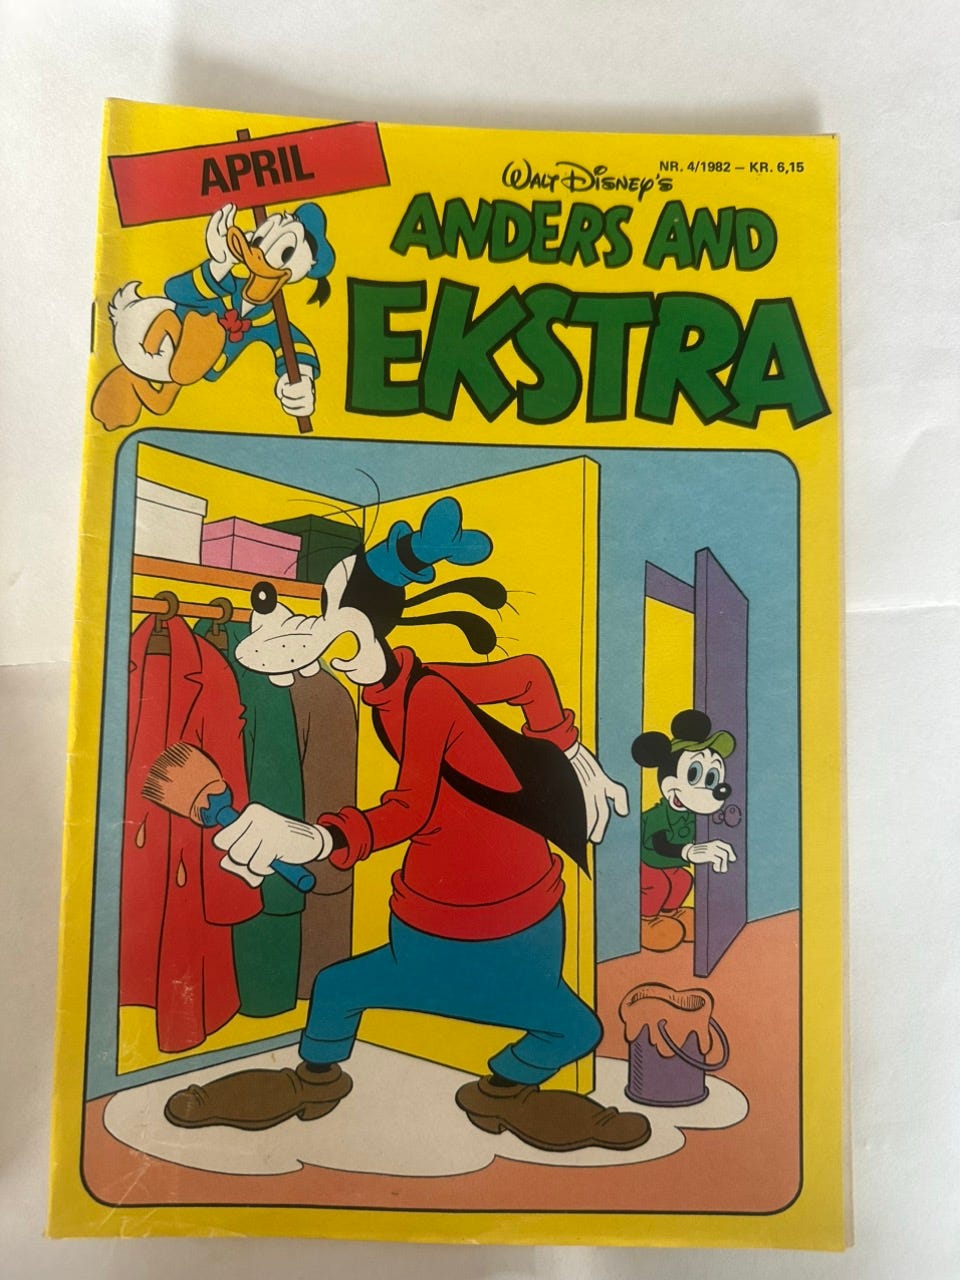 APRIL
NR. 4/1982 – KR. 6,15
WALT DISNEY'S
ANDERS AND
EKSTRA